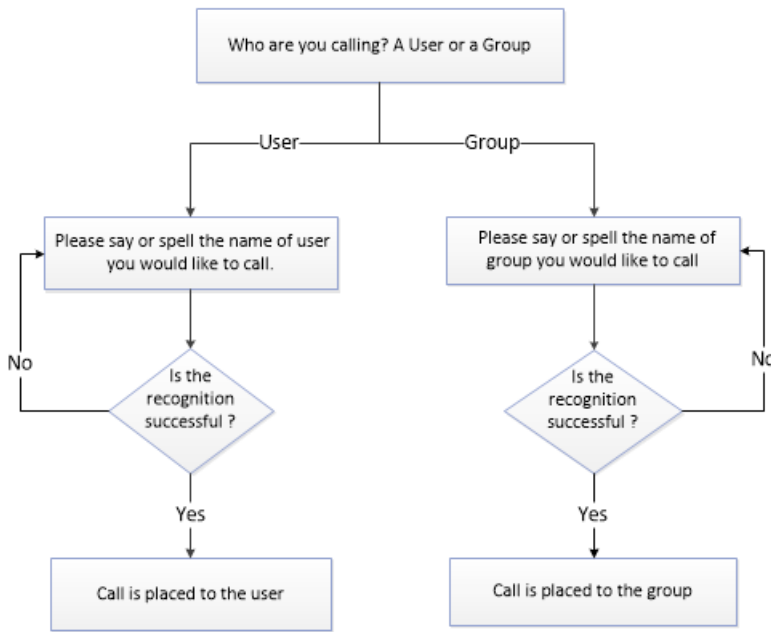 Who are you calling? A User or a Group
User
Group
Please say or spell the name of user
you would like to call.
Please say or spell the name of
group you would like to call
No
Is the
recognition
successful ?
Is the
recognition
successful ?
No
Yes
Yes
Call is placed to the user
Call is placed to the group